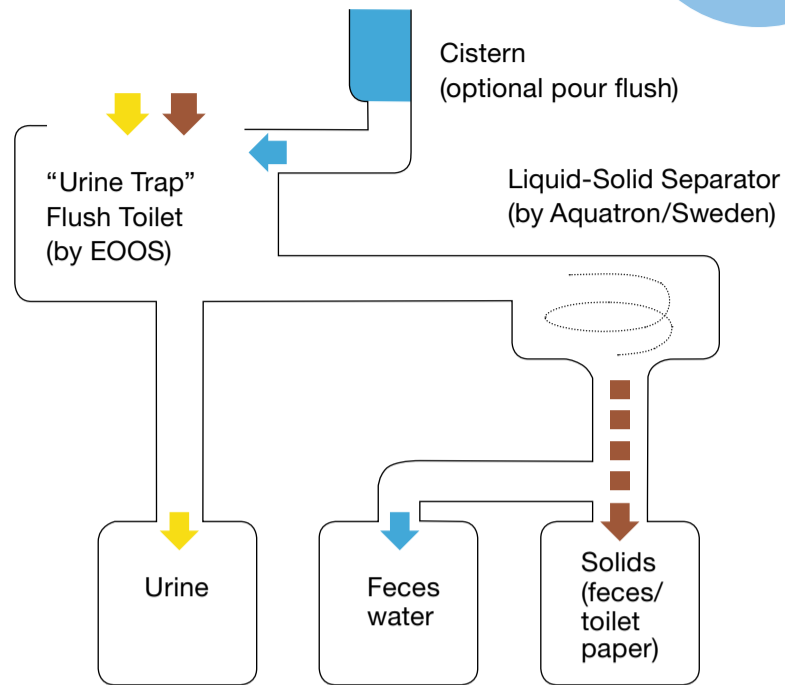 Cistern
(optional pour flush)
“Urine Trap”
Flush Toilet
(by EOOS)
Liquid-Solid Separator
(by Aquatron/Sweden)
Urine
Feces
water
Solids
(feces/
toilet
paper)